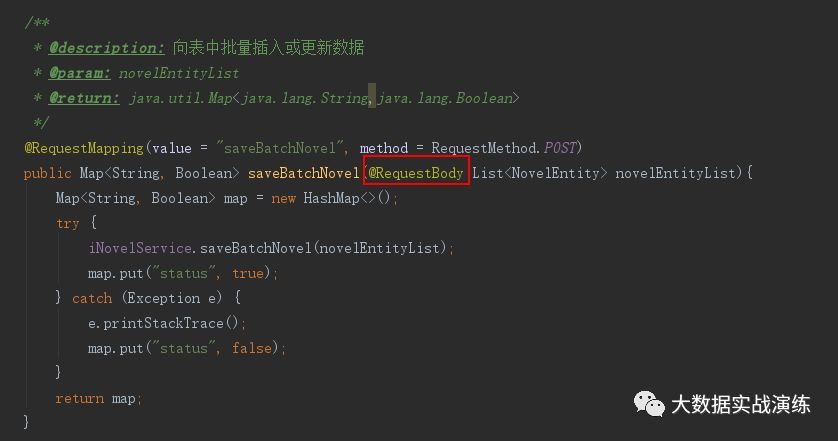 /**
 * @description: 向表中批量插入或更新数据
 * @param: novelEntityList
 * @return: java.util.Map<java.lang.String,java.lang.Boolean>
 */
@RequestMapping(value = "saveBatchNovel", method = RequestMethod.POST)
public Map<String, Boolean> saveBatchNovel(@RequestBody List<NovelEntity> novelEntityList){
    Map<String, Boolean> map = new HashMap<>();
    try {
        iNovelService.saveBatchNovel(novelEntityList);
        map.put("status", true);
    } catch (Exception e) {
        e.printStackTrace();
        map.put("status", false);
    }
    return map;
}
大数据实战演练